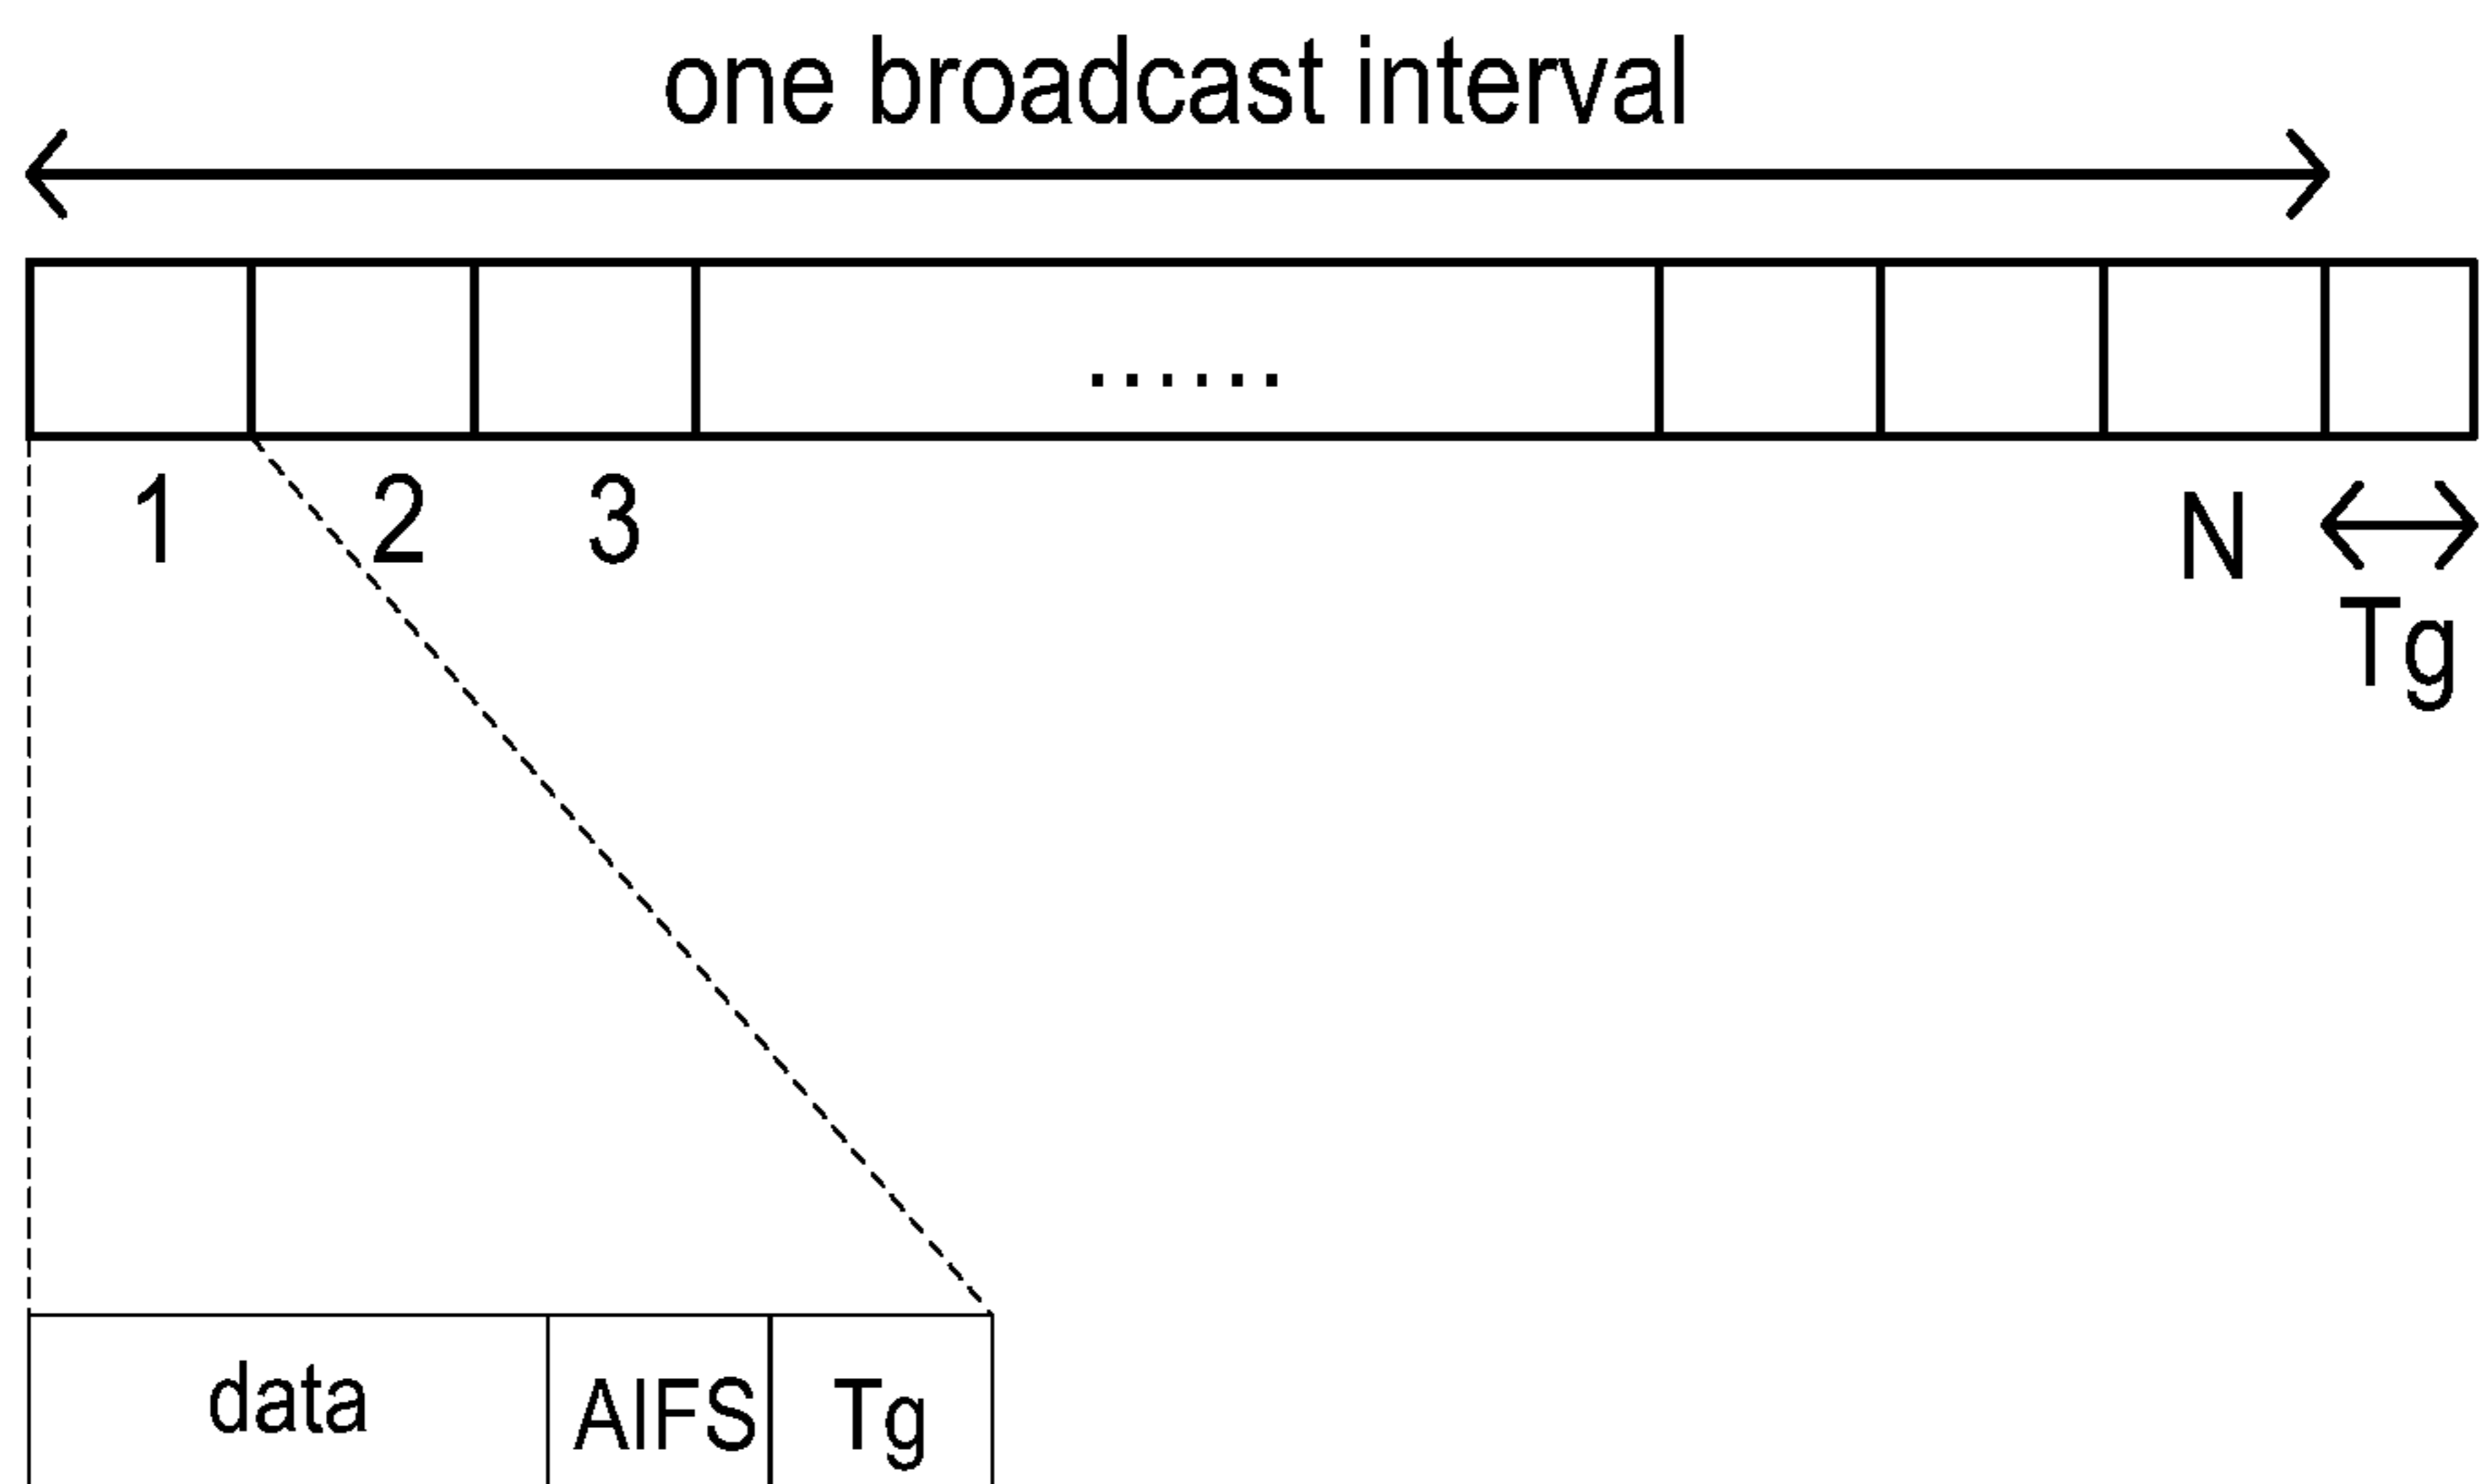 one broadcast interval
......
1 2 3 N
Tg
data AIFS Tg